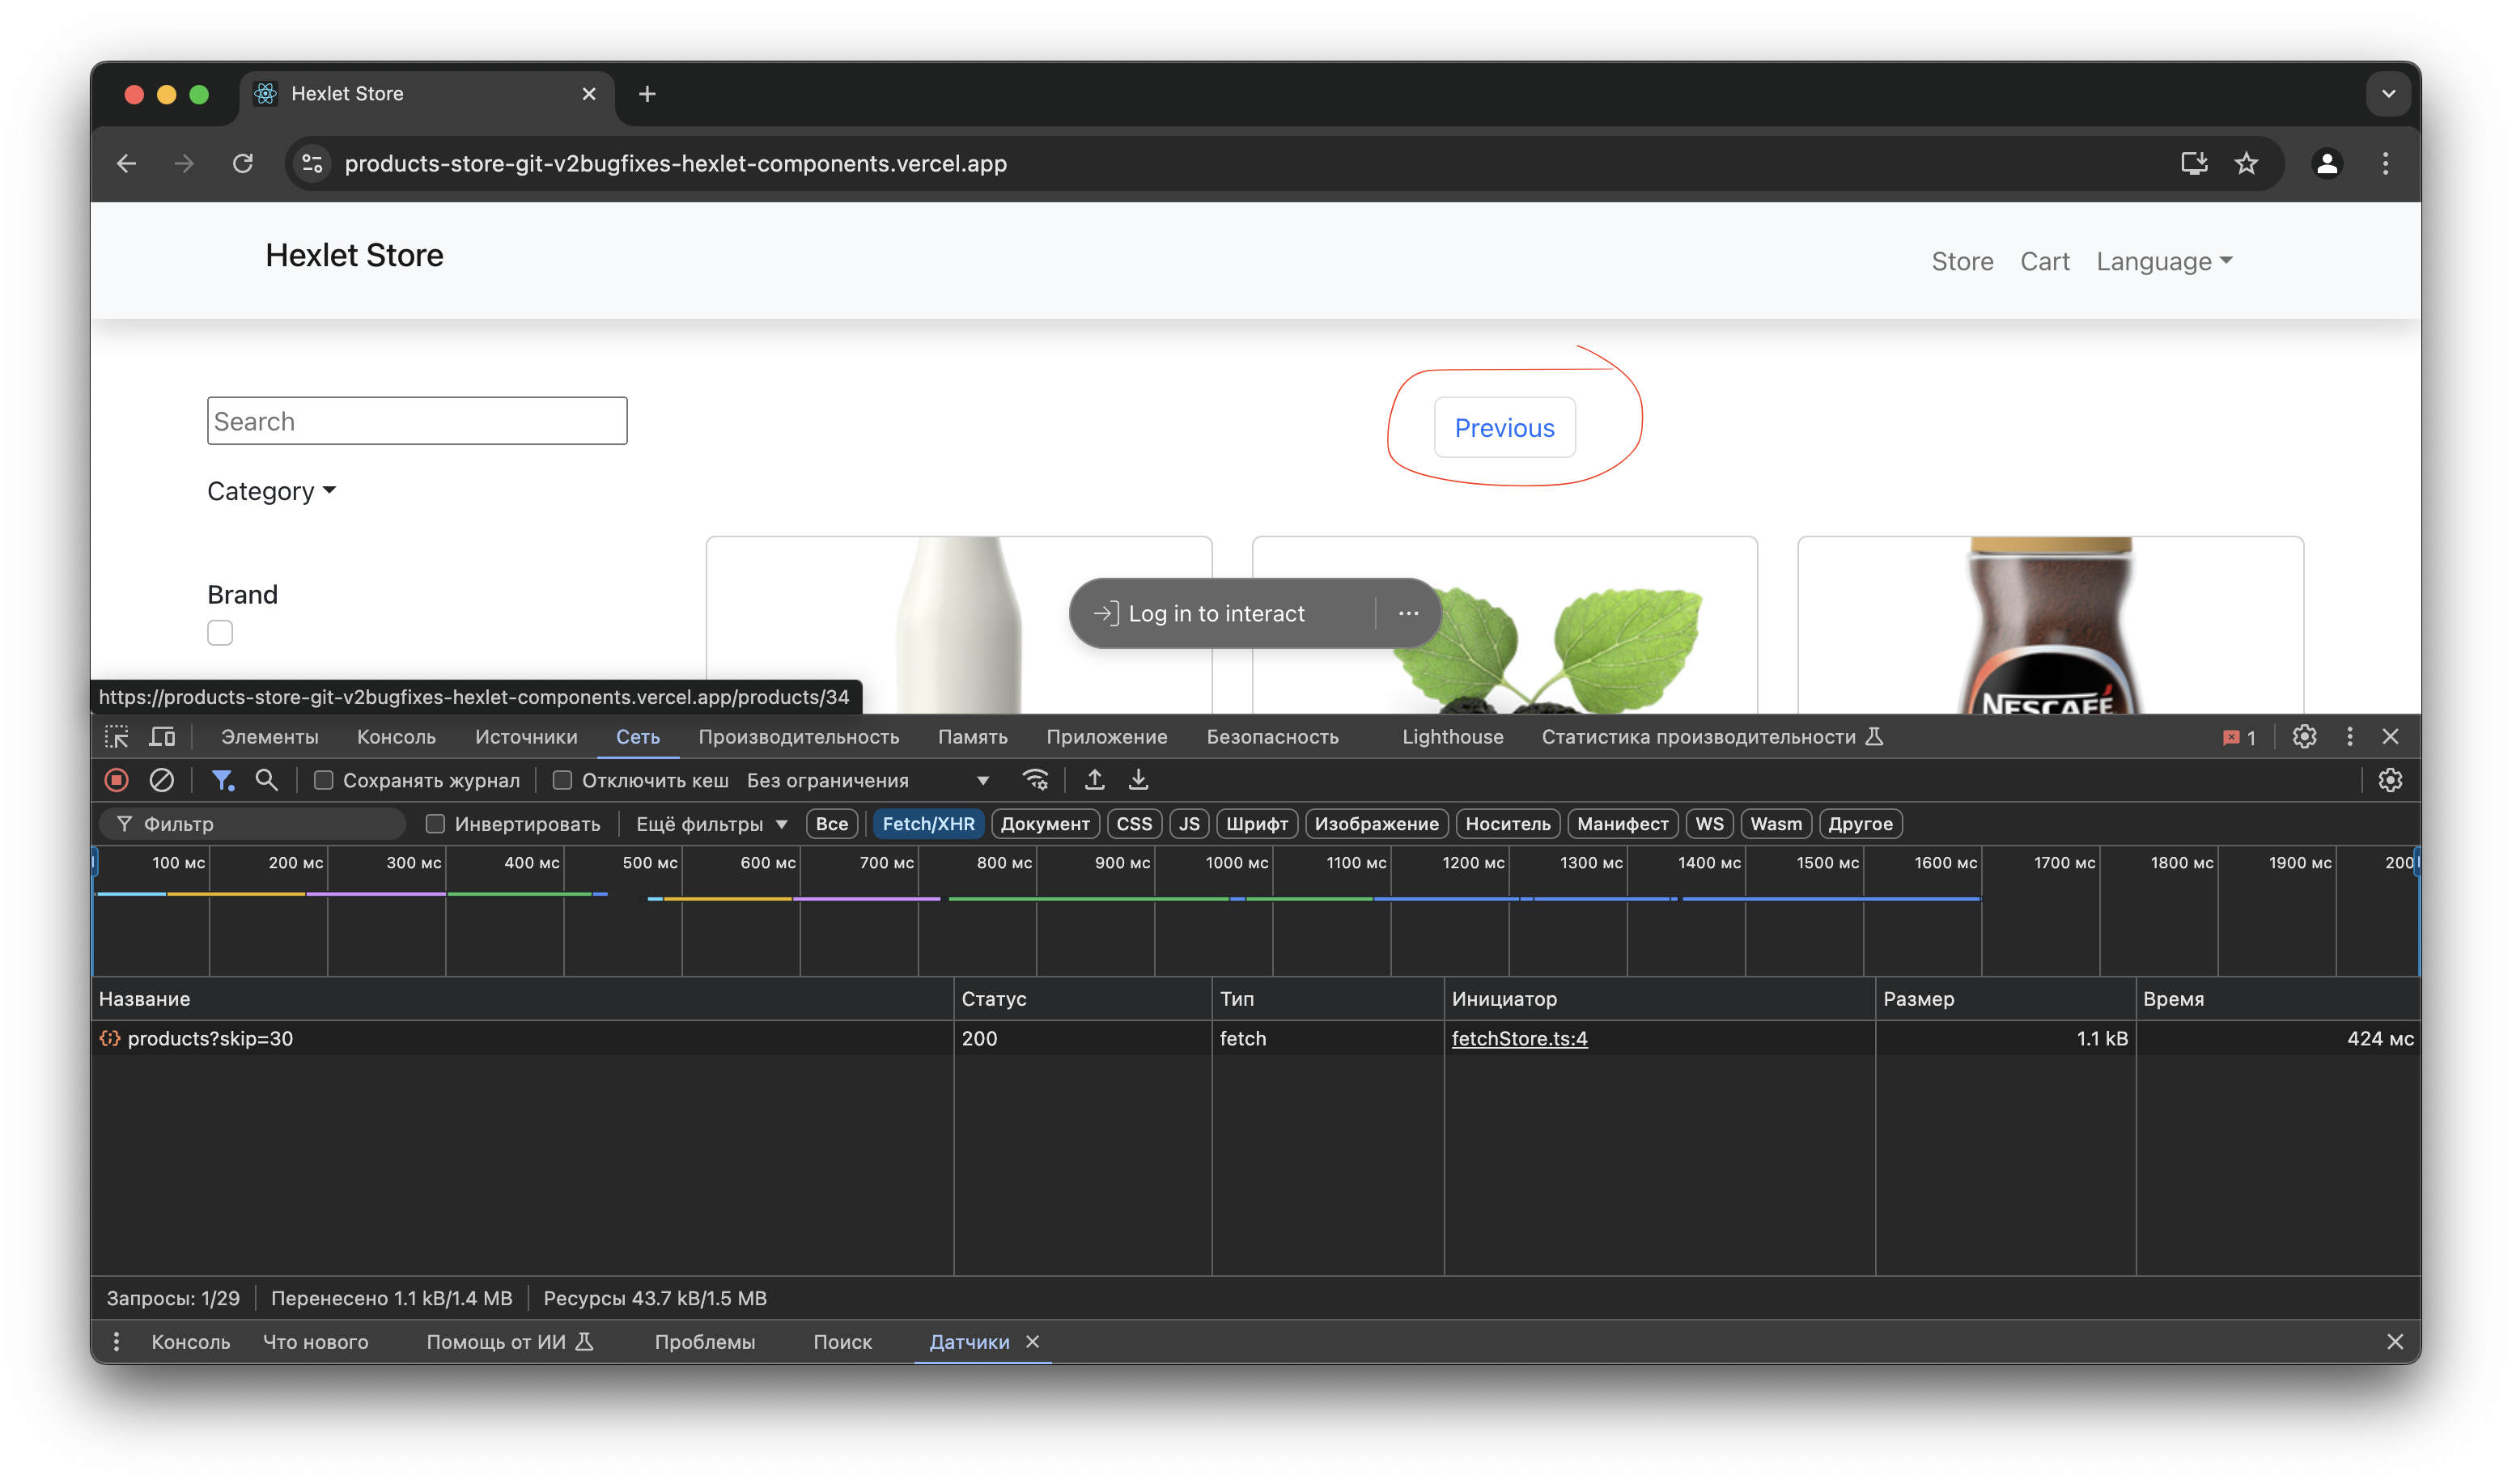 Hexlet Store
products-store-git-v2bugfixes-hexlet-components.vercel.app
Hexlet Store
Store Cart Language
Search
Previous
Category
Brand
Log in to interact
NESCAFÉ
https://products-store-git-v2bugfixes-hexlet-components.vercel.app/products/34
Элементы Консоль Источники Сеть Производительность Память Приложение Безопасность Lighthouse Статистика производительности 1
Сохранять журнал Отключить кеш Без ограничения
Фильтр Инвертировать Ещё фильтры Все Fetch/XHR Документ CSS JS Шрифт Изображение Носитель Манифест WS Wasm Другое
100 мс 200 мс 300 мс 400 мс 500 мс 600 мс 700 мс 800 мс 900 мс 1000 мс 1100 мс 1200 мс 1300 мс 1400 мс 1500 мс 1600 мс 1700 мс 1800 мс 1900 мс 200
Название Статус Тип Инициатор Размер Время
products?skip=30 200 fetch fetchStore.ts:4 1.1 kB 424 мс
Запросы: 1/29 Перенесено 1.1 kB/1.4 MB Ресурсы 43.7 kB/1.5 MB
Консоль Что нового Помощь от ИИ Проблемы Поиск Датчики